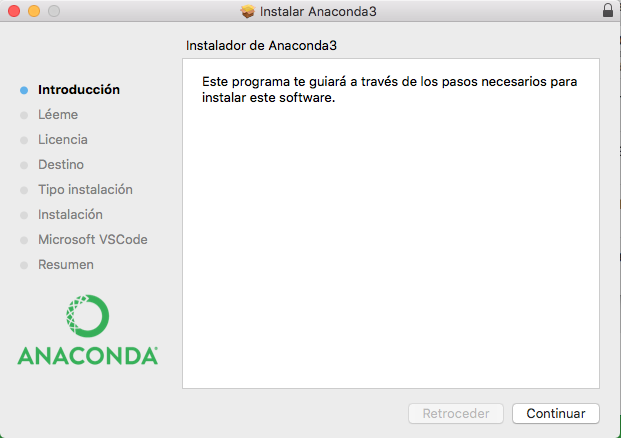 Instalar Anaconda3
Instalador de Anaconda3
Introducción
Léeme
Licencia
Destino
Tipo instalación
Instalación
Microsoft VSCode
Resumen
ANACONDA®
Este programa te guiará a través de los pasos necesarios para
instalar este software.
Retroceder
Continuar